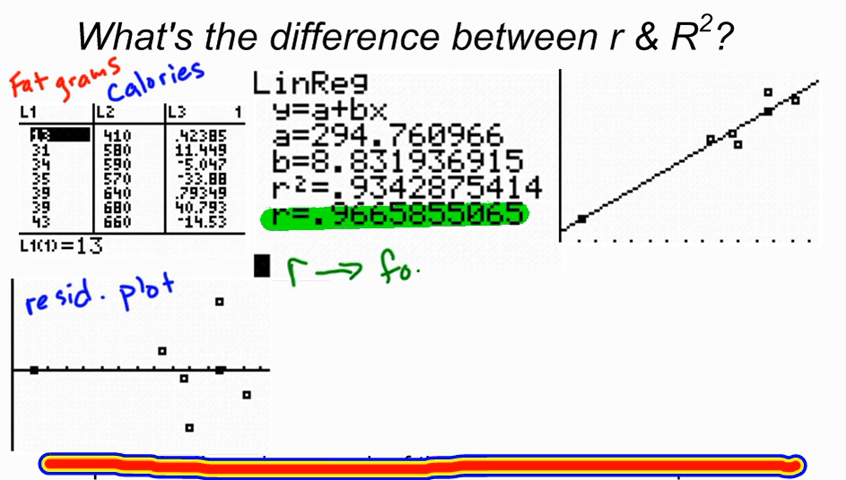 What's the difference between r & R²?
Fat grams Calories
L1 L2 L3 1
13 410 .42385
31 580 11.449
34 590 -5.047
35 570 -33.88
39 640 .79349
39 680 40.793
43 660 -14.53
L1(1)=13
LinReg
y=a+bx
a=294.760966
b=8.831936915
r²=.9342875414
r=.9665855065
r → fo.
resid. plot